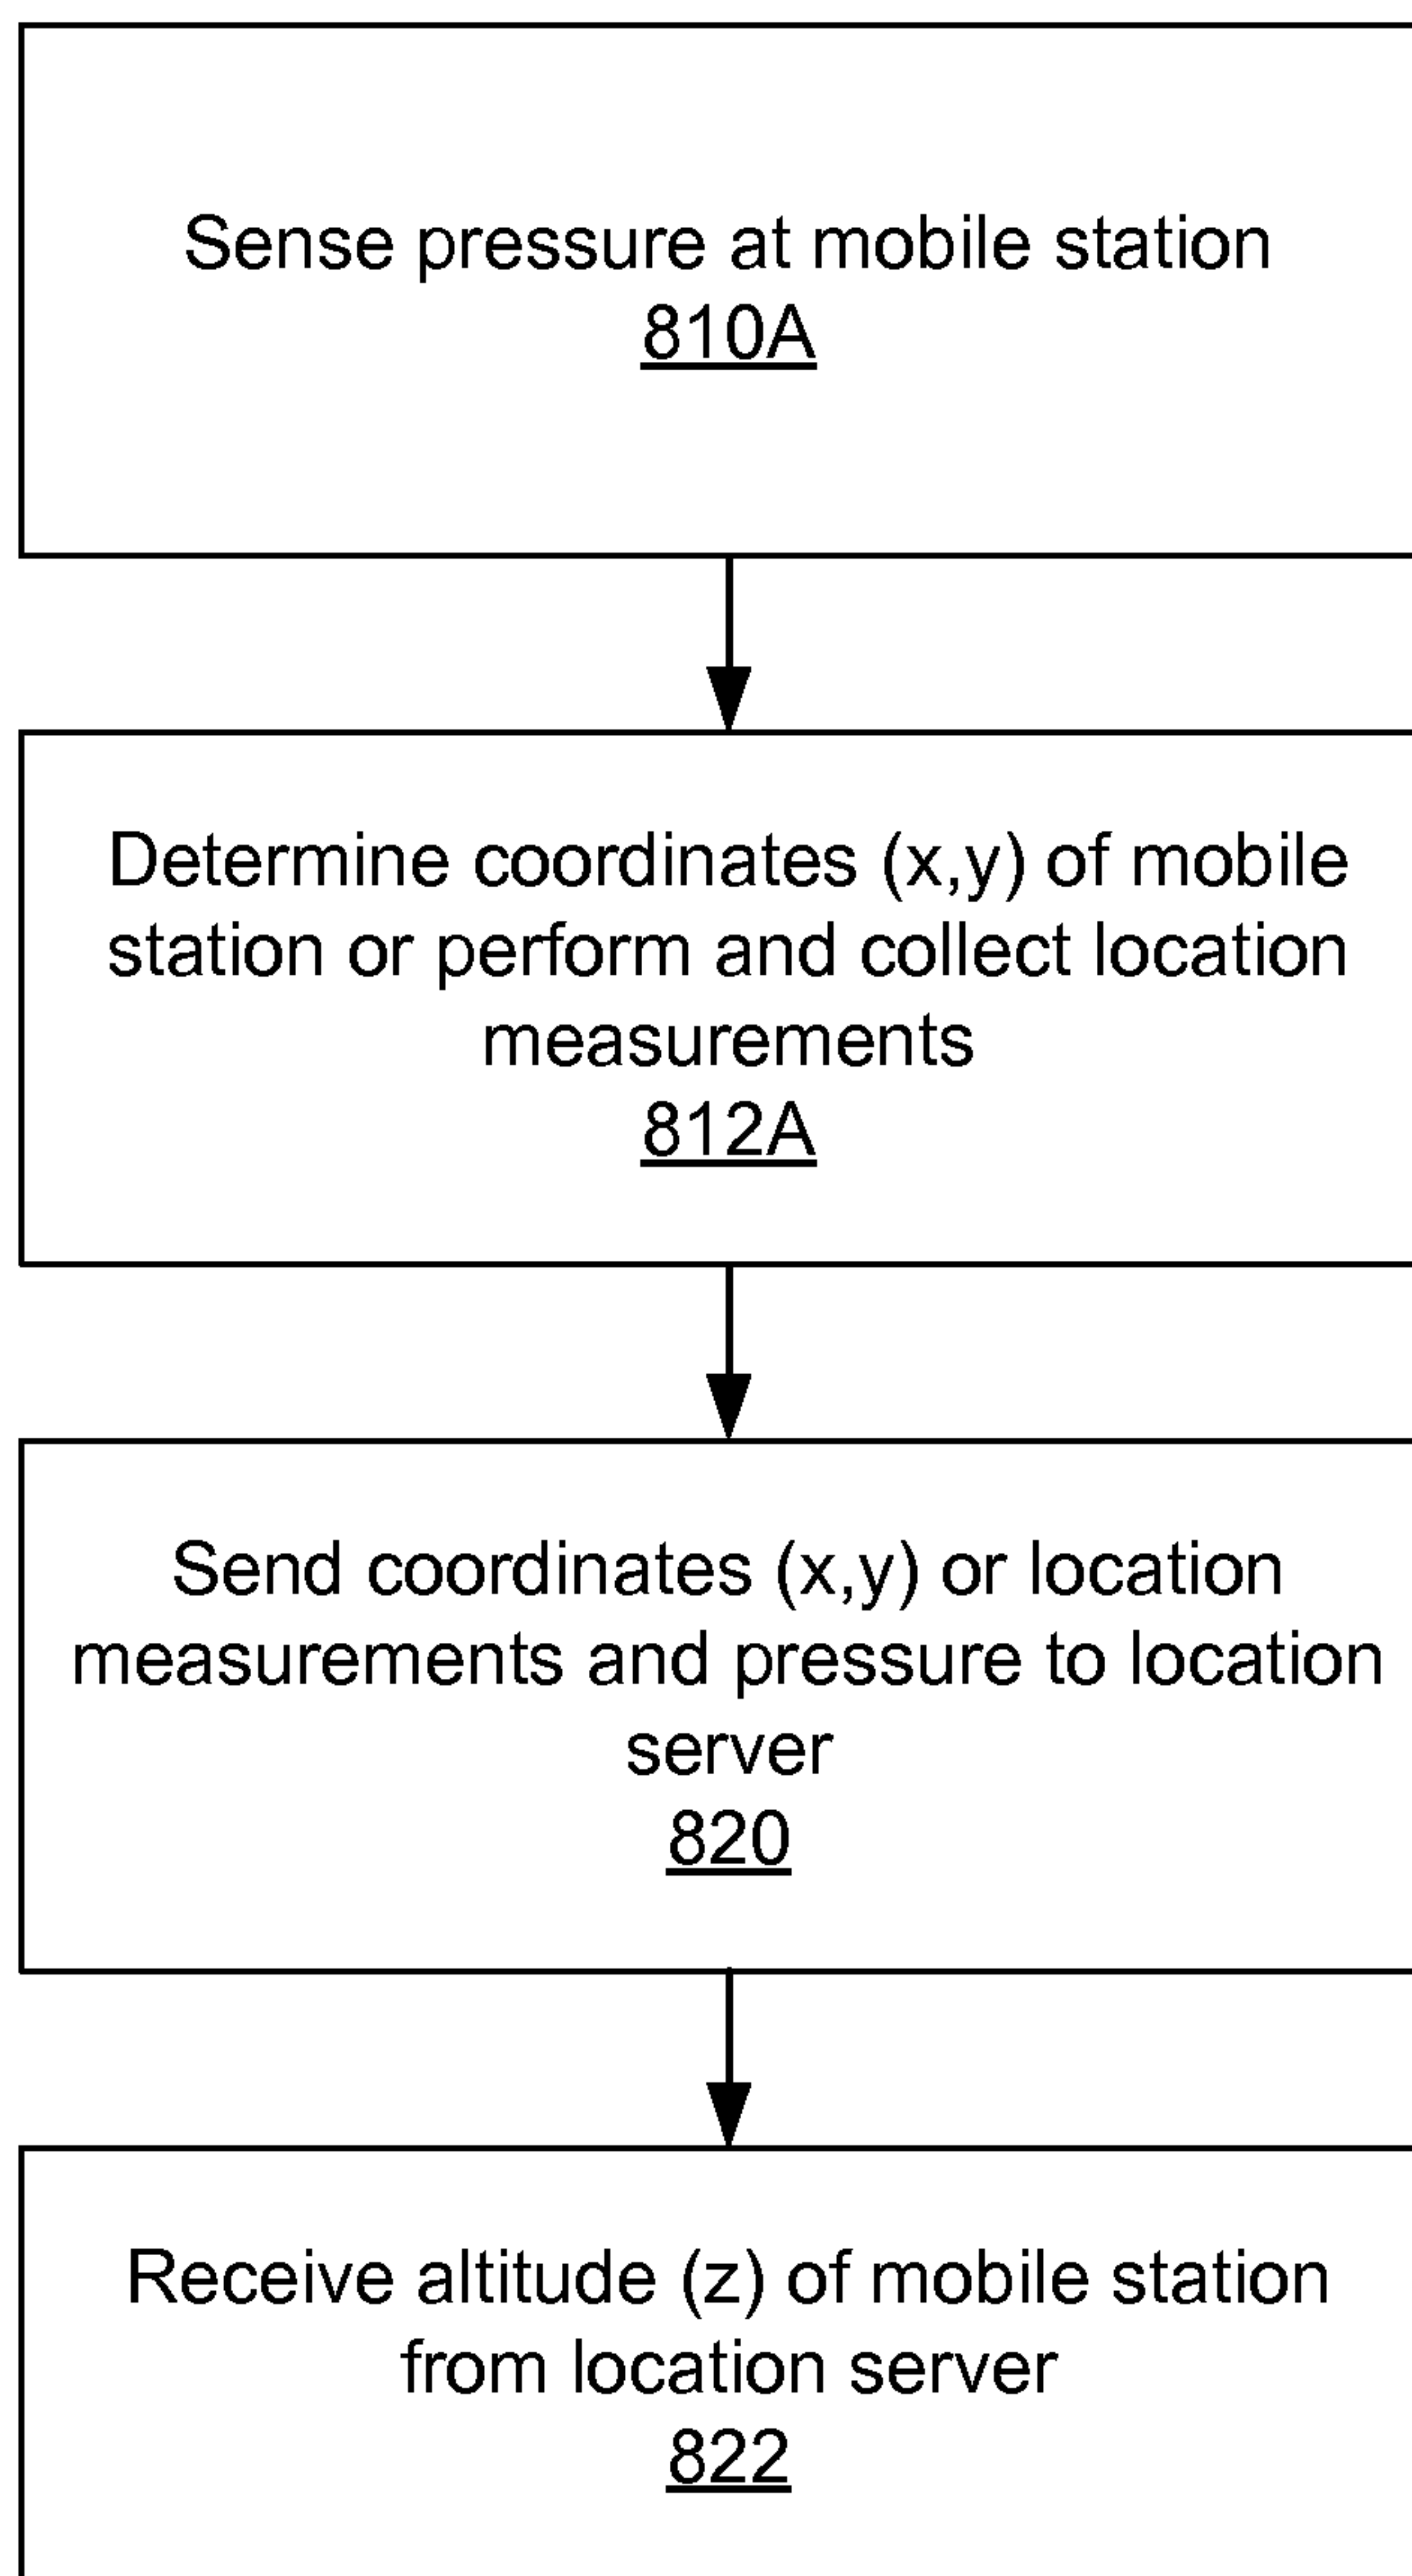 Sense pressure at mobile station
810A
Determine coordinates (x,y) of mobile
station or perform and collect location
measurements
812A
Send coordinates (x,y) or location
measurements and pressure to location
server
820
Receive altitude (z) of mobile station
from location server
822